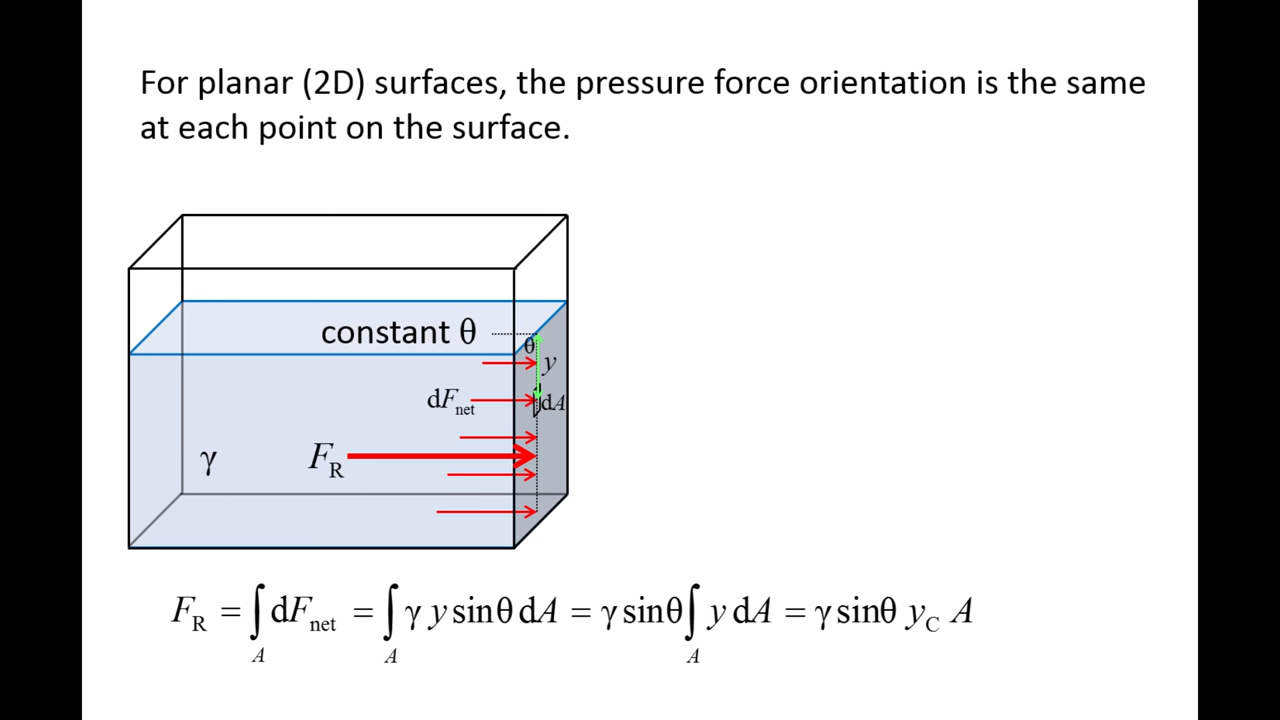 For planar (2D) surfaces, the pressure force orientation is the same
at each point on the surface.
constant θ
θ
y
dF_net
dA
γ
F_R
F_R = ∫_A dF_net = ∫_A γ y sinθ dA = γ sinθ ∫_A y dA = γ sinθ y_C A